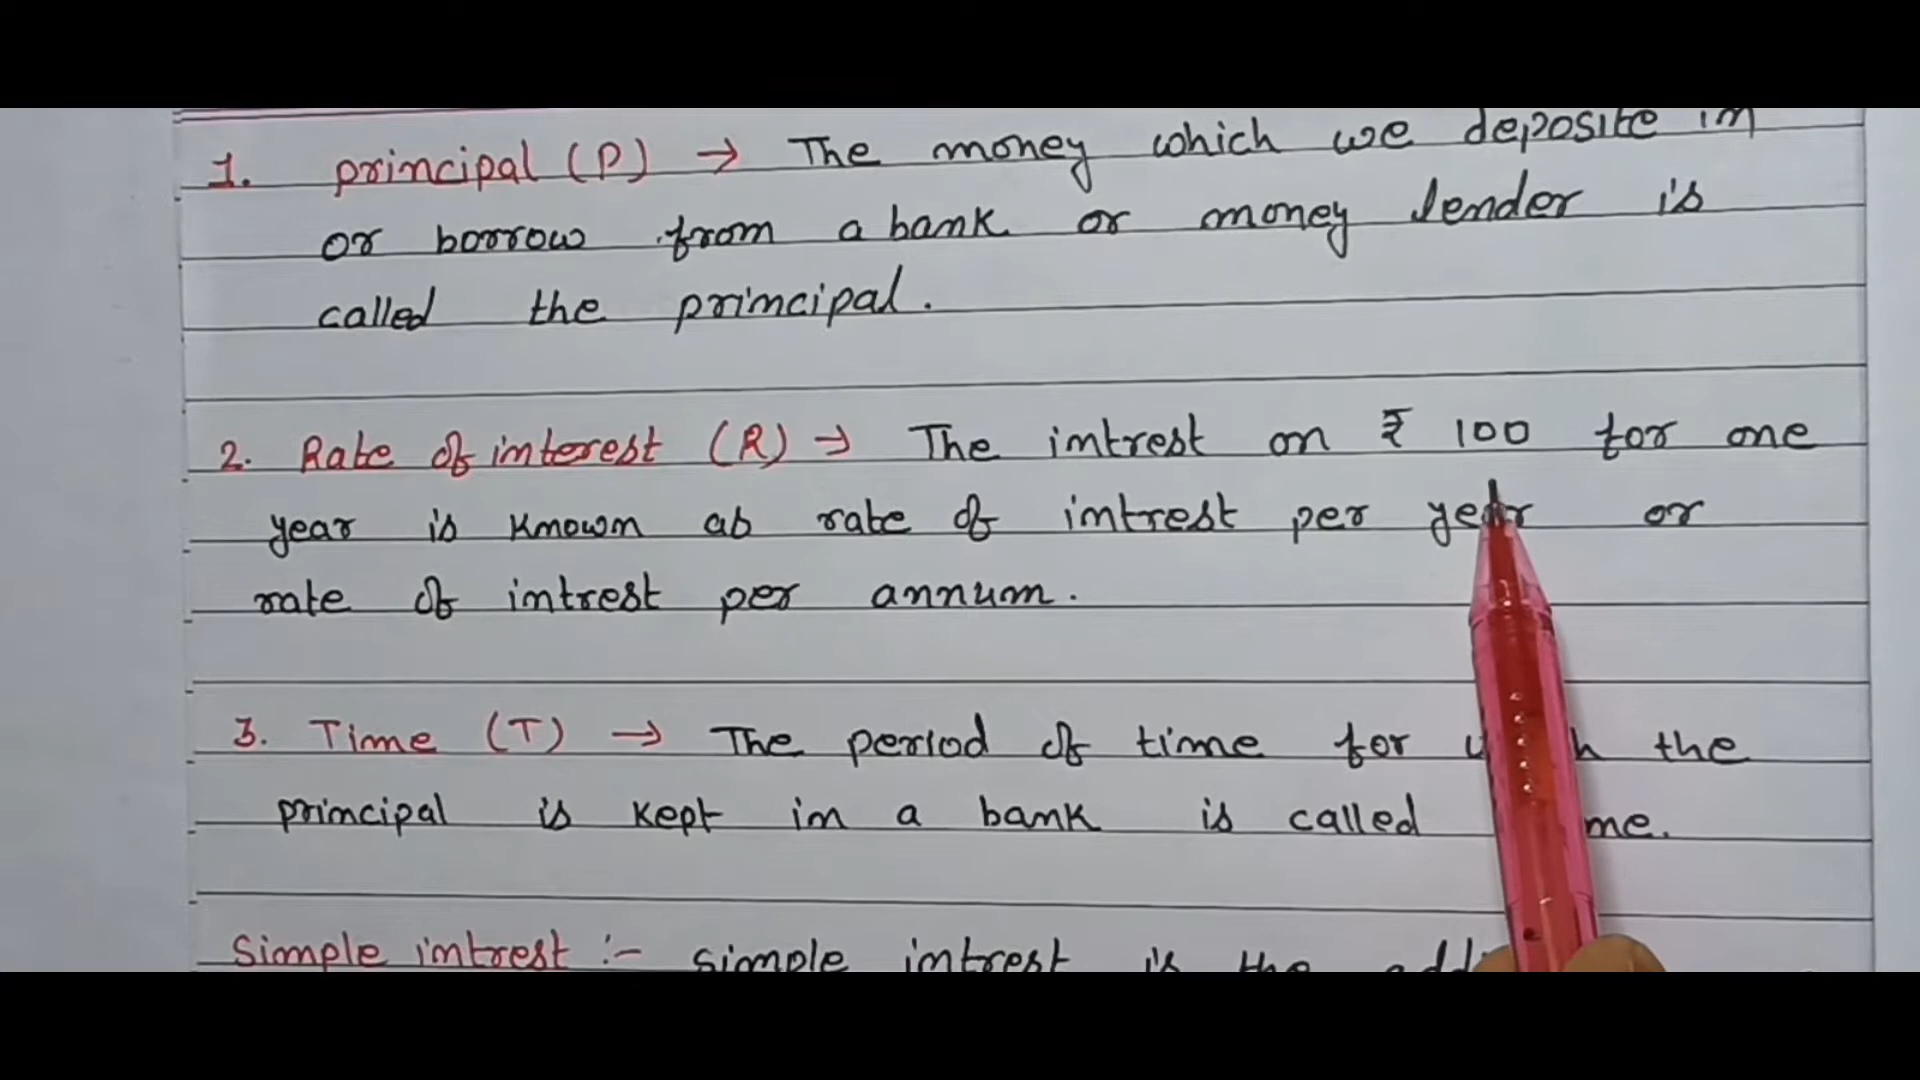 1. principal (P) → The money which we deposite in
or borrow from a bank or money lender is
called the principal.
2. Rate of interest (R) → The intrest on ₹ 100 for one
year is known as rate of intrest per year or
rate of intrest per annum.
3. Time (T) → The period of time for the
principal is kept in a bank is called
Simple intrest :- simple intrest is the